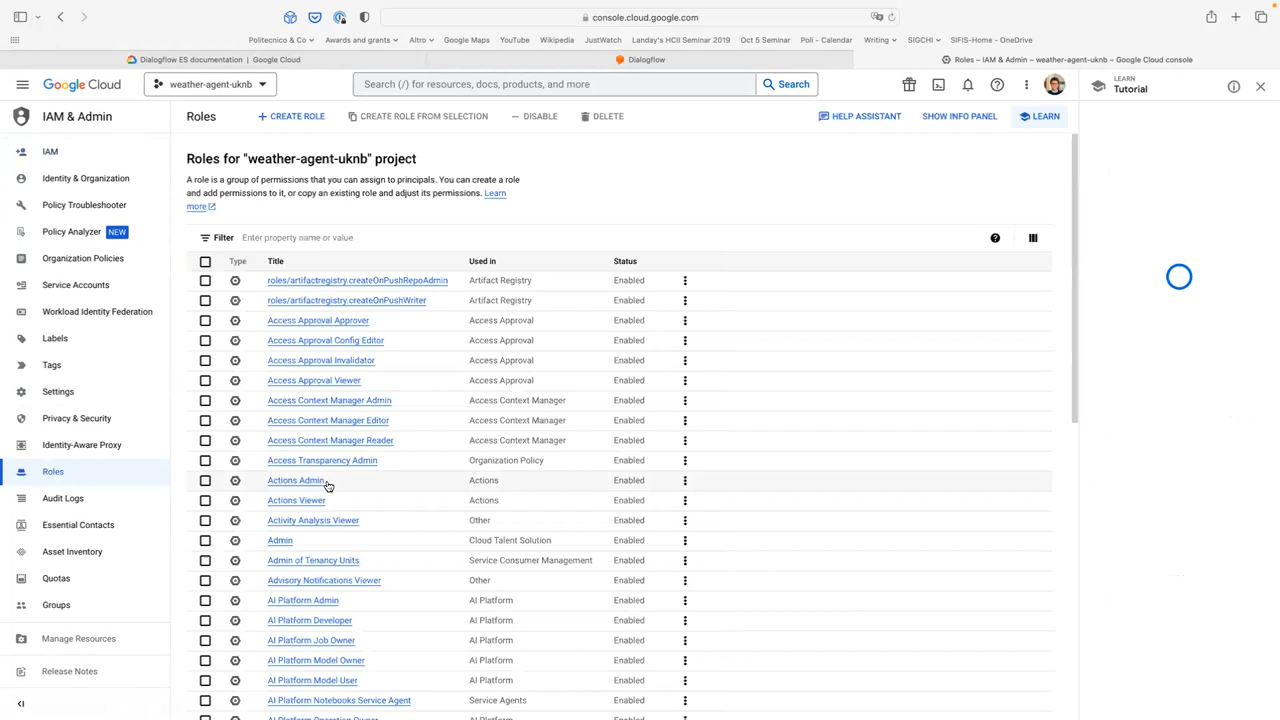 console.cloud.google.com
Politecnico & Co
Awards and grants
Altro
Google Maps
YouTube
Wikipedia
JustWatch
Landay's HCII Seminar 2019
Oct 5 Seminar
Poli - Calendar
Writing
SIGCHI
SIFIS-Home - OneDrive
Dialogflow ES documentation | Google Cloud
Dialogflow
Roles – IAM & Admin – weather-agent-uknb – Google Cloud console
Google Cloud
weather-agent-uknb
Search (/) for resources, docs, products, and more
Search
LEARN
Tutorial
IAM & Admin
Roles
CREATE ROLE
CREATE ROLE FROM SELECTION
DISABLE
DELETE
HELP ASSISTANT
SHOW INFO PANEL
LEARN
IAM
Identity & Organization
Policy Troubleshooter
Policy Analyzer NEW
Organization Policies
Service Accounts
Workload Identity Federation
Labels
Tags
Settings
Privacy & Security
Identity-Aware Proxy
Roles
Audit Logs
Essential Contacts
Asset Inventory
Quotas
Groups
Manage Resources
Release Notes
Roles for "weather-agent-uknb" project
A role is a group of permissions that you can assign to principals. You can create a role
and add permissions to it, or copy an existing role and adjust its permissions. Learn
more
Filter Enter property name or value
Type Title Used in Status
roles/artifactregistry.createOnPushRepoAdmin Artifact Registry Enabled
roles/artifactregistry.createOnPushWriter Artifact Registry Enabled
Access Approval Approver Access Approval Enabled
Access Approval Config Editor Access Approval Enabled
Access Approval Invalidator Access Approval Enabled
Access Approval Viewer Access Approval Enabled
Access Context Manager Admin Access Context Manager Enabled
Access Context Manager Editor Access Context Manager Enabled
Access Context Manager Reader Access Context Manager Enabled
Access Transparency Admin Organization Policy Enabled
Actions Admin Actions Enabled
Actions Viewer Actions Enabled
Activity Analysis Viewer Other Enabled
Admin Cloud Talent Solution Enabled
Admin of Tenancy Units Service Consumer Management Enabled
Advisory Notifications Viewer Other Enabled
AI Platform Admin AI Platform Enabled
AI Platform Developer AI Platform Enabled
AI Platform Job Owner AI Platform Enabled
AI Platform Model Owner AI Platform Enabled
AI Platform Model User AI Platform Enabled
AI Platform Notebooks Service Agent Service Agents Enabled